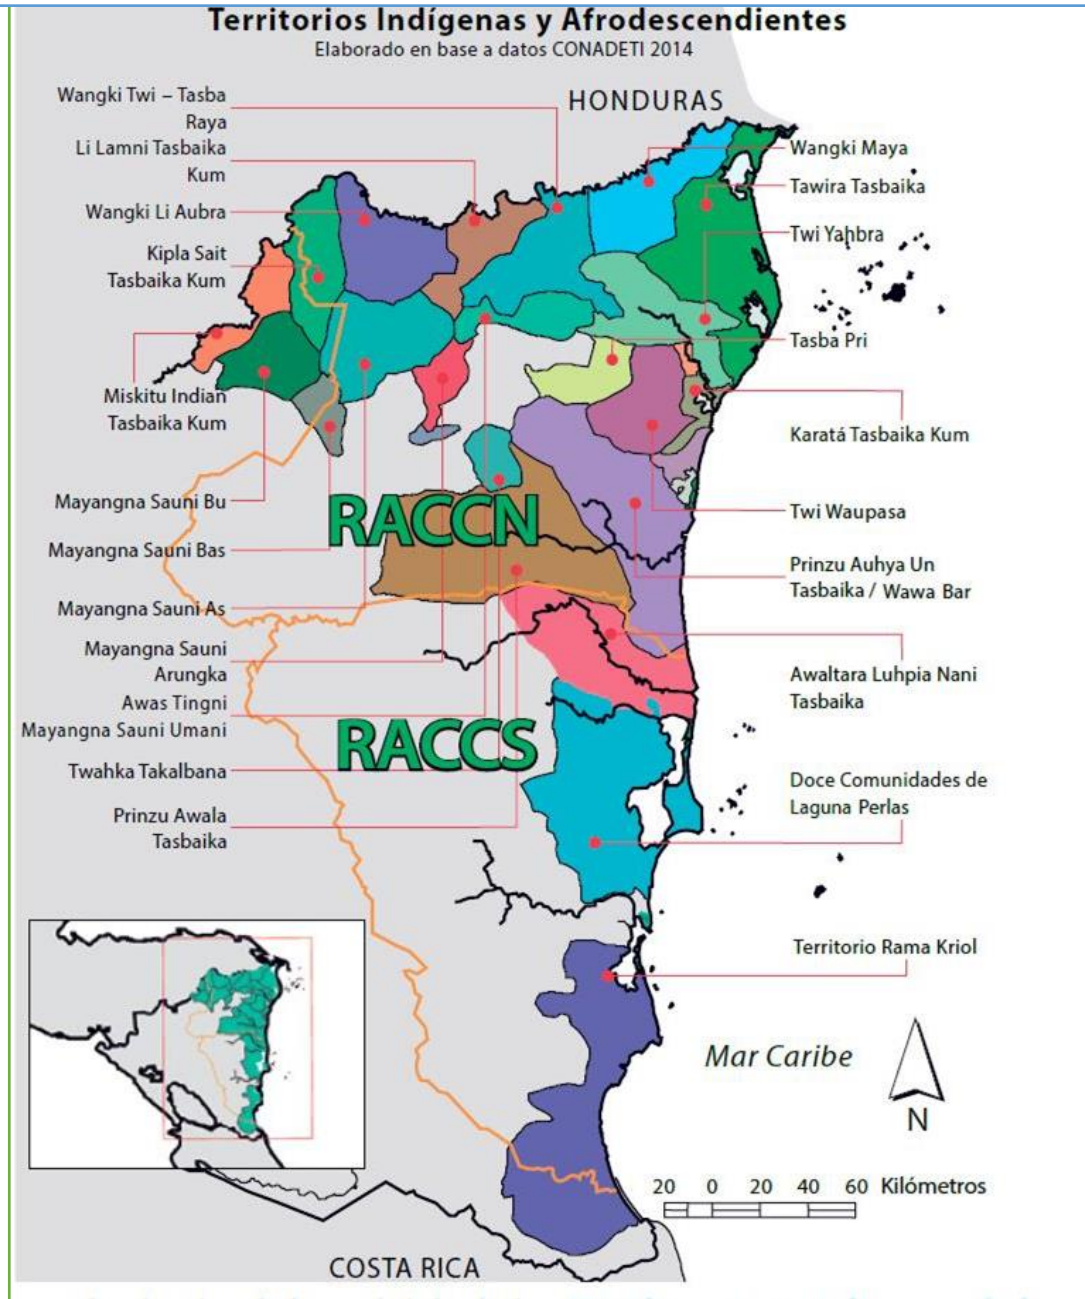 Territorios Indígenas y Afrodescendientes
Elaborado en base a datos CONADETI 2014
HONDURAS
Wangki Twi – Tasba
Raya
Li Lamni Tasbaika
Kum
Wangki Li Aubra
Kipla Sait
Tasbaika Kum
Miskitu Indian
Tasbaika Kum
Mayangna Sauni Bu
Mayangna Sauni Bas
Mayangna Sauni As
Mayangna Sauni
Arungka
Awas Tingni
Mayangna Sauni Umani
Twahka Takalbana
Prinzu Awala
Tasbaika
RACCN
RACCS
Wangki Maya
Tawira Tasbaika
Twi Yahbra
Tasba Pri
Karatá Tasbaika Kum
Twi Waupasa
Prinzu Auhya Un
Tasbaika / Wawa Bar
Awaltara Luhpia Nani
Tasbaika
Doce Comunidades de
Laguna Perlas
Territorio Rama Kriol
Mar Caribe
N
20 0 20 40 60 Kilómetros
COSTA RICA